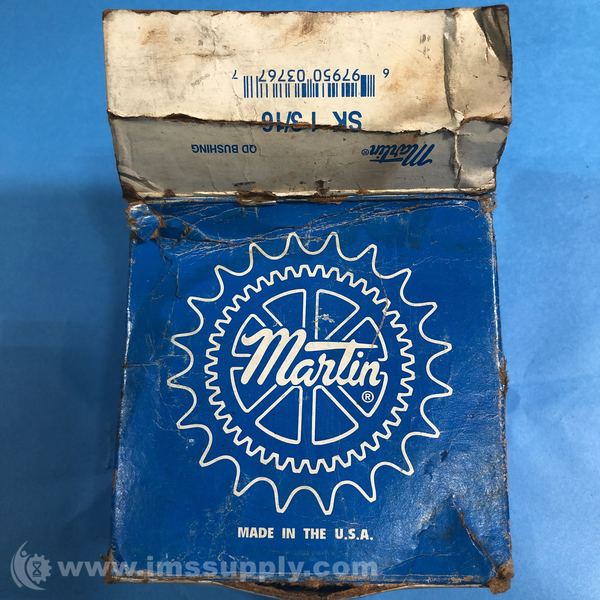 6 97950 03767 7
SK 1 3/16
Martin®
QD BUSHING
Martin®
MADE IN THE U.S.A.
www.imssupply.com